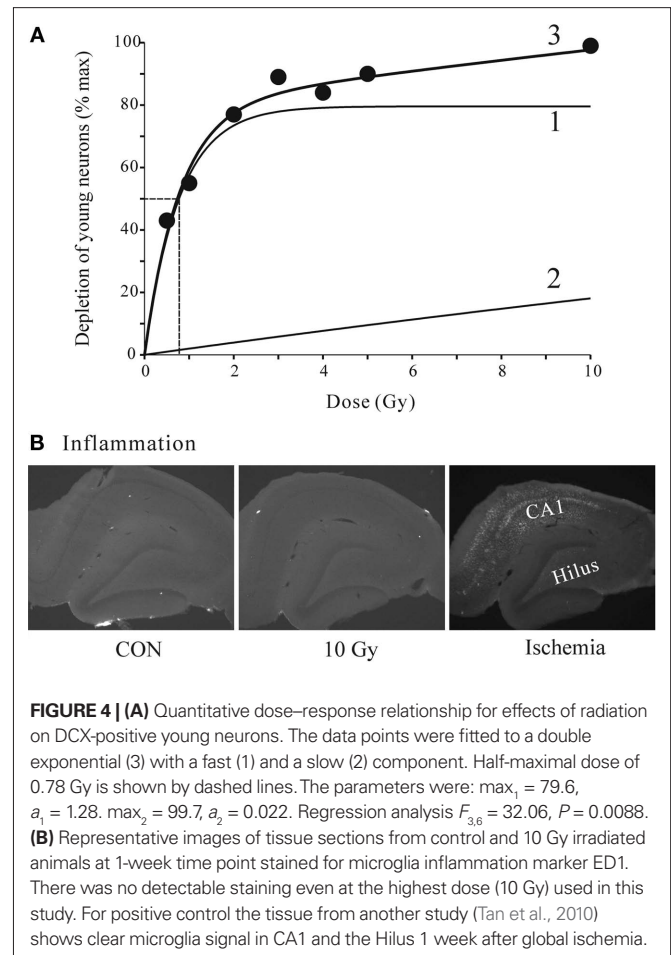 A
Depletion of young neurons (% max)
100
80
60
40
20
0
3
1
2
0 2 4 6 8 10
Dose (Gy)
B Inflammation
CA1
Hilus
CON 10 Gy Ischemia
FIGURE 4 | (A) Quantitative dose–response relationship for effects of radiation
on DCX-positive young neurons. The data points were fitted to a double
exponential (3) with a fast (1) and a slow (2) component. Half-maximal dose of
0.78 Gy is shown by dashed lines. The parameters were: max₁ = 79.6,
a₁ = 1.28. max₂ = 99.7, a₂ = 0.022. Regression analysis F₃,₆ = 32.06, P = 0.0088.
(B) Representative images of tissue sections from control and 10 Gy irradiated
animals at 1-week time point stained for microglia inflammation marker ED1.
There was no detectable staining even at the highest dose (10 Gy) used in this
study. For positive control the tissue from another study (Tan et al., 2010)
shows clear microglia signal in CA1 and the Hilus 1 week after global ischemia.